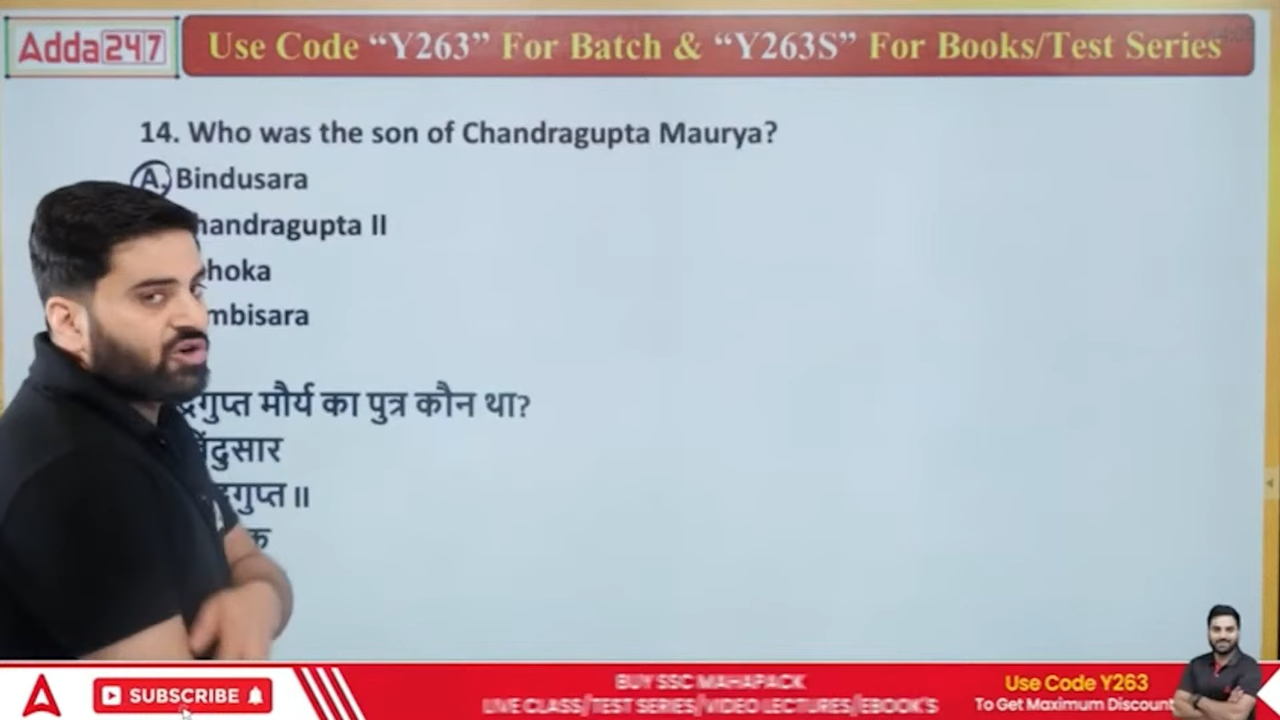 Adda247
Use Code “Y263” For Batch & “Y263S” For Books/Test Series
14. Who was the son of Chandragupta Maurya?
A. Bindusara
handragupta II
hoka
mbisara
द्रगुप्त मौर्य का पुत्र कौन था?
बिंदुसार
द्रगुप्त II
क
SUBSCRIBE
BUY SSC MAHAPACK
LIVE CLASS/TEST SERIES/VIDEO LECTURES/EBOOK'S
Use Code Y263
To Get Maximum Discount